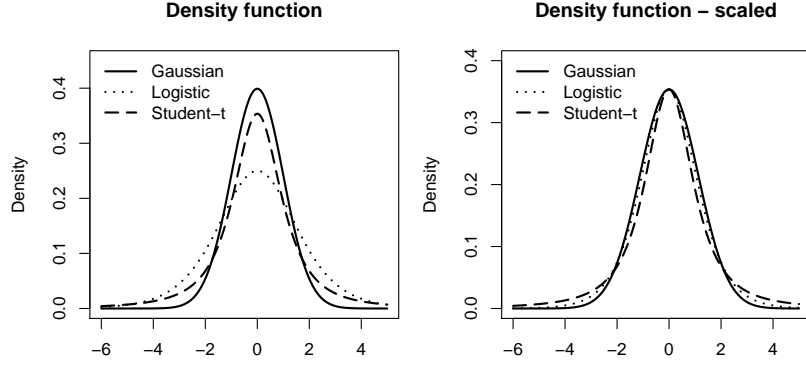 Density function
Density
0.0
0.1
0.2
0.3
0.4
Gaussian
Logistic
Student−t
−6 −4 −2 0 2 4
Density function − scaled
Density
0.0
0.1
0.2
0.3
0.4
Gaussian
Logistic
Student−t
−6 −4 −2 0 2 4